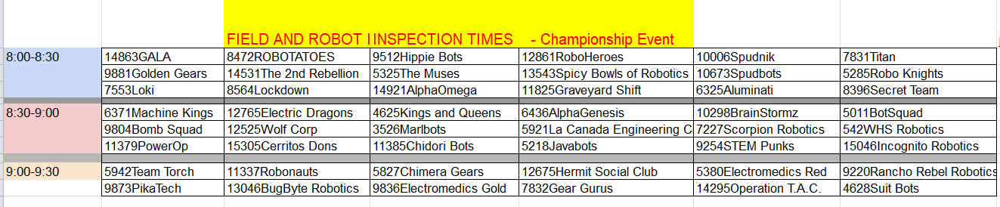 FIELD AND ROBOT I INSPECTION TIMES - Championship Event
8:00-8:30 14863GALA 8472ROBOTATOES 9512Hippie Bots 12861RoboHeroes 10006Spudnik 7831Titan
9881Golden Gears 14531The 2nd Rebellion 5325The Muses 13543Spicy Bowls of Robotics 10673Spudbots 5285Robo Knights
7553Loki 8564Lockdown 14921AlphaOmega 11825Graveyard Shift 6325Aluminati 8396Secret Team
8:30-9:00 6371Machine Kings 12765Electric Dragons 4625Kings and Queens 6436AlphaGenesis 10298BrainStormz 5011BotSquad
9804Bomb Squad 12525Wolf Corp 3526Marlbots 5921La Canada Engineering C 7227Scorpion Robotics 542WHS Robotics
11379PowerOp 15305Cerritos Dons 11385Chidori Bots 5218Javabots 9254STEM Punks 15046Incognito Robotics
9:00-9:30 5942Team Torch 11337Robonauts 5827Chimera Gears 12675Hermit Social Club 5380Electromedics Red 9220Rancho Rebel Robotics
9873PikaTech 13046BugByte Robotics 9836Electromedics Gold 7832Gear Gurus 14295Operation T.A.C. 4628Suit Bots